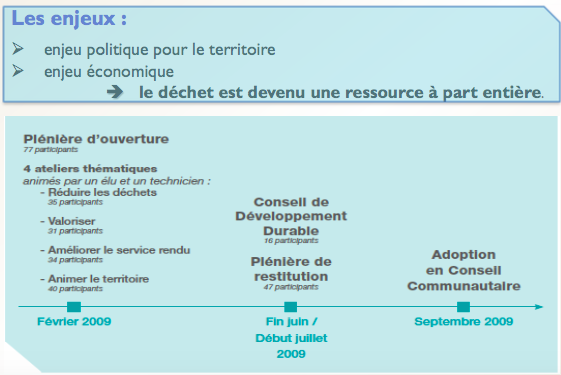 Les enjeux :
➢ enjeu politique pour le territoire
➢ enjeu économique
➔ le déchet est devenu une ressource à part entière.
Plénière d'ouverture
77 participants
4 ateliers thématiques
animés par un élu et un technicien :
- Réduire les déchets
35 participants
- Valoriser
31 participants
- Améliorer le service rendu
34 participants
- Animer le territoire
40 participants
Conseil de
Développement
Durable
16 participants
Plénière de
restitution
47 participants
Adoption
en Conseil
Communautaire
Février 2009
Fin juin /
Début juillet
2009
Septembre 2009